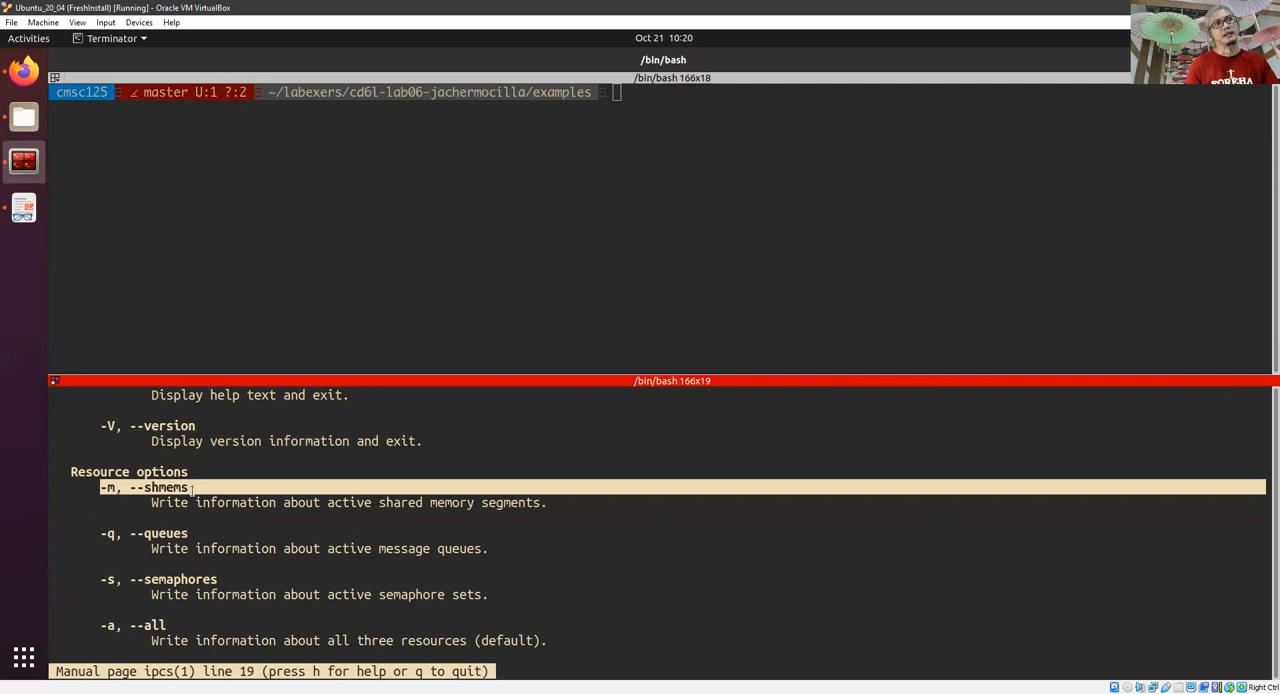 Ubuntu_20_04 (FreshInstall) [Running] - Oracle VM VirtualBox
File Machine View Input Devices Help
Activities Terminator Oct 21 10:20
/bin/bash
/bin/bash 166x18
cmsc125 master U:1 ?:2 ~/labexers/cd6l-lab06-jachermocilla/examples
/bin/bash 166x19
Display help text and exit.
-V, --version
Display version information and exit.
Resource options
-m, --shmems
Write information about active shared memory segments.
-q, --queues
Write information about active message queues.
-s, --semaphores
Write information about active semaphore sets.
-a, --all
Write information about all three resources (default).
Manual page ipcs(1) line 19 (press h for help or q to quit)
Right Ctrl